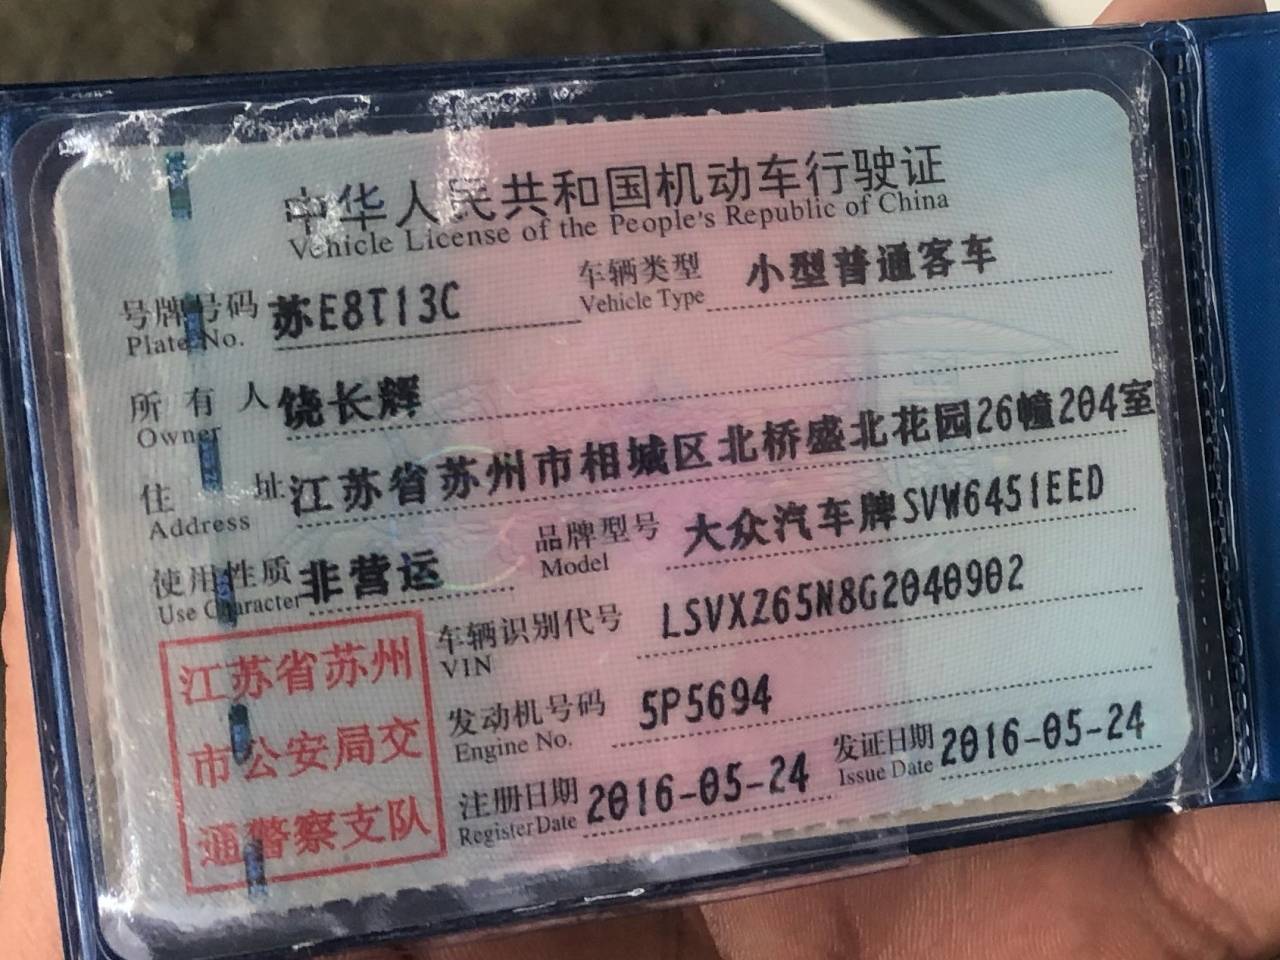 中华人民共和国机动车行驶证
Vehicle License of the People's Republic of China
号牌号码 苏E8T13C 车辆类型 小型普通客车
Plate No. Vehicle Type
所有人 饶长辉
Owner
住址 江苏省苏州市相城区北桥盛北花园26幢204室
Address
使用性质 非营运 品牌型号 大众汽车牌SVW6451EED
Use Character Model
车辆识别代号 LSVXZ65N8G2040902
VIN
发动机号码 5P5694
Engine No.
注册日期 2016-05-24 发证日期 2016-05-24
Register Date Issue Date
江苏省苏州
市公安局交
通警察支队